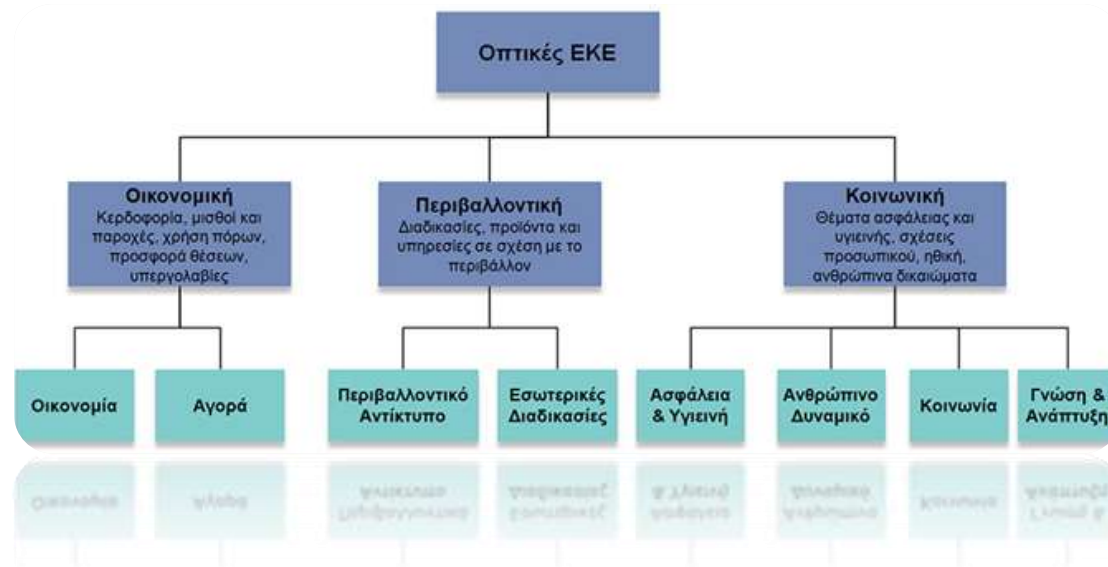 Οπτικές ΕΚΕ
Οικονομική
Κερδοφορία, μισθοί και
παροχές, χρήση πόρων,
προσφορά θέσεων,
υπεργολαβίες
Περιβαλλοντική
Διαδικασίες, προϊόντα και
υπηρεσίες σε σχέση με το
περιβάλλον
Κοινωνική
Θέματα ασφάλειας και
υγιεινής, σχέσεις
προσωπικού, ηθική,
ανθρώπινα δικαιώματα
Οικονομία
Αγορά
Περιβαλλοντικό
Αντίκτυπο
Εσωτερικές
Διαδικασίες
Ασφάλεια
& Υγιεινή
Ανθρώπινο
Δυναμικό
Κοινωνία
Γνώση &
Ανάπτυξη